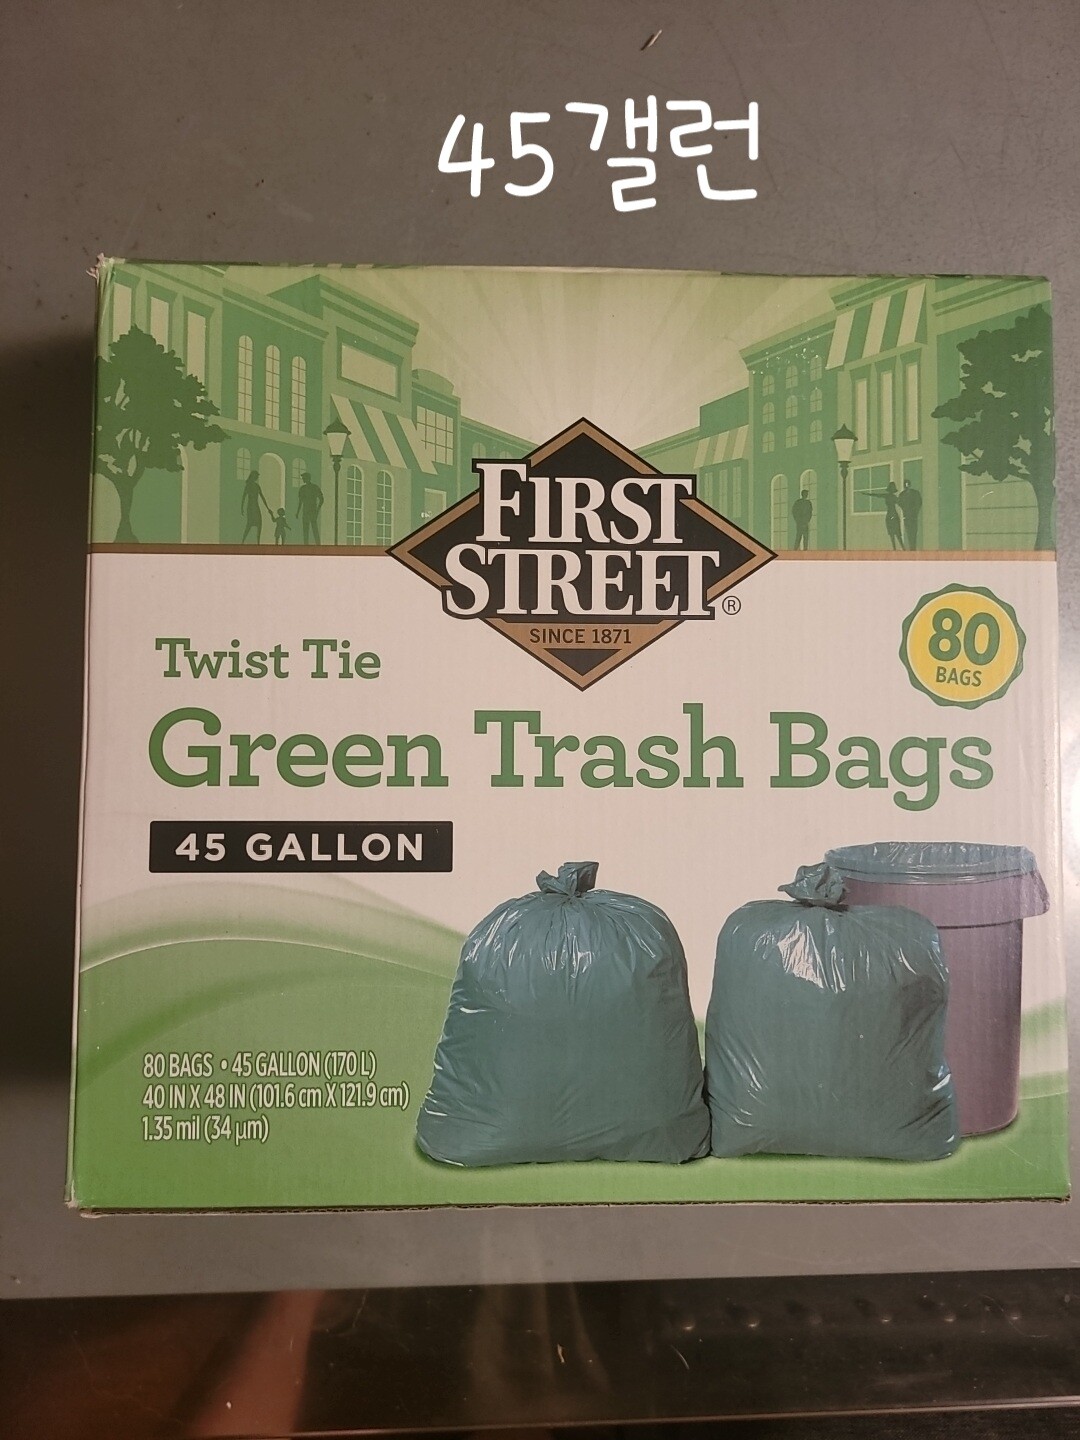 45갤런
FIRST
STREET®
SINCE 1871
80
BAGS
Twist Tie
Green Trash Bags
45 GALLON
80 BAGS • 45 GALLON (170 L)
40 IN X 48 IN (101.6 cm X 121.9 cm)
1.35 mil (34 µm)